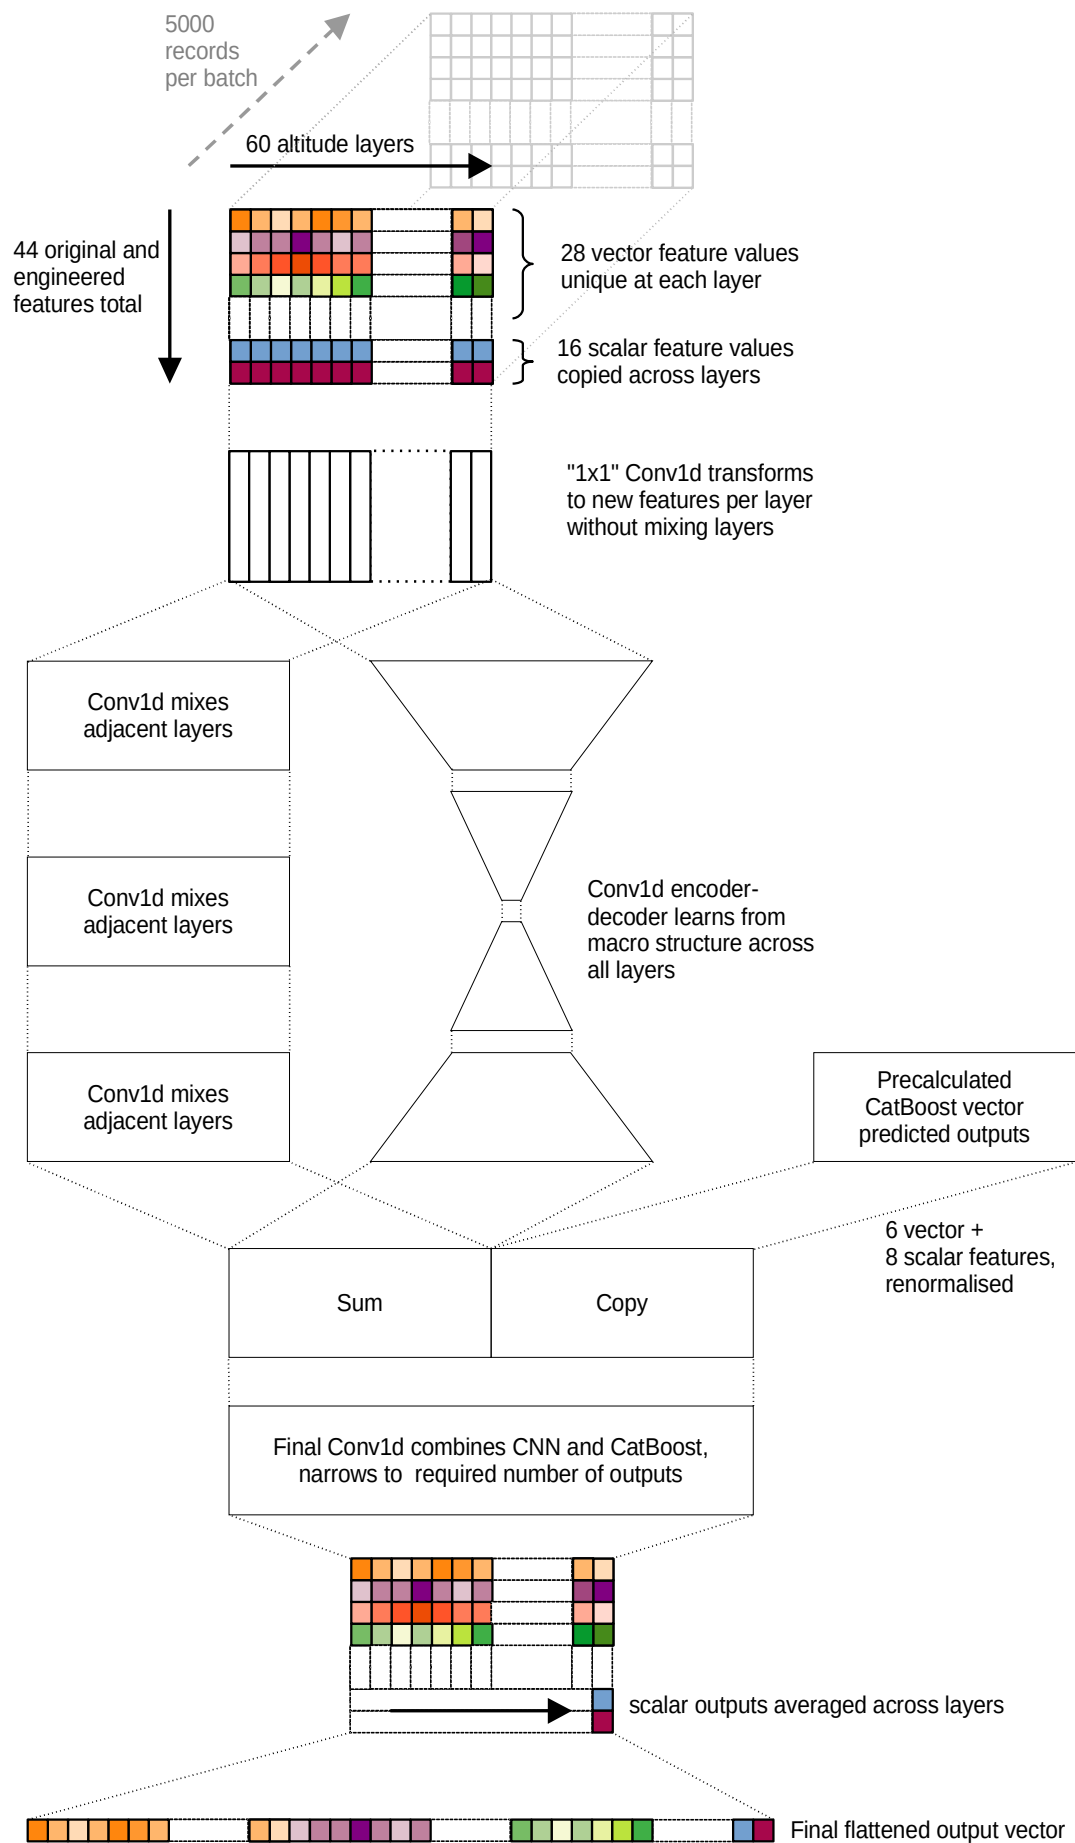 5000
records
per batch
60 altitude layers
44 original and
engineered
features total
28 vector feature values
unique at each layer
16 scalar feature values
copied across layers
"1x1" Conv1d transforms
to new features per layer
without mixing layers
Conv1d mixes
adjacent layers
Conv1d mixes
adjacent layers
Conv1d encoder-
decoder learns from
macro structure across
all layers
Conv1d mixes
adjacent layers
Precalculated
CatBoost vector
predicted outputs
6 vector +
8 scalar features,
renormalised
Sum
Copy
Final Conv1d combines CNN and CatBoost,
narrows to  required number of outputs
scalar outputs averaged across layers
Final flattened output vector